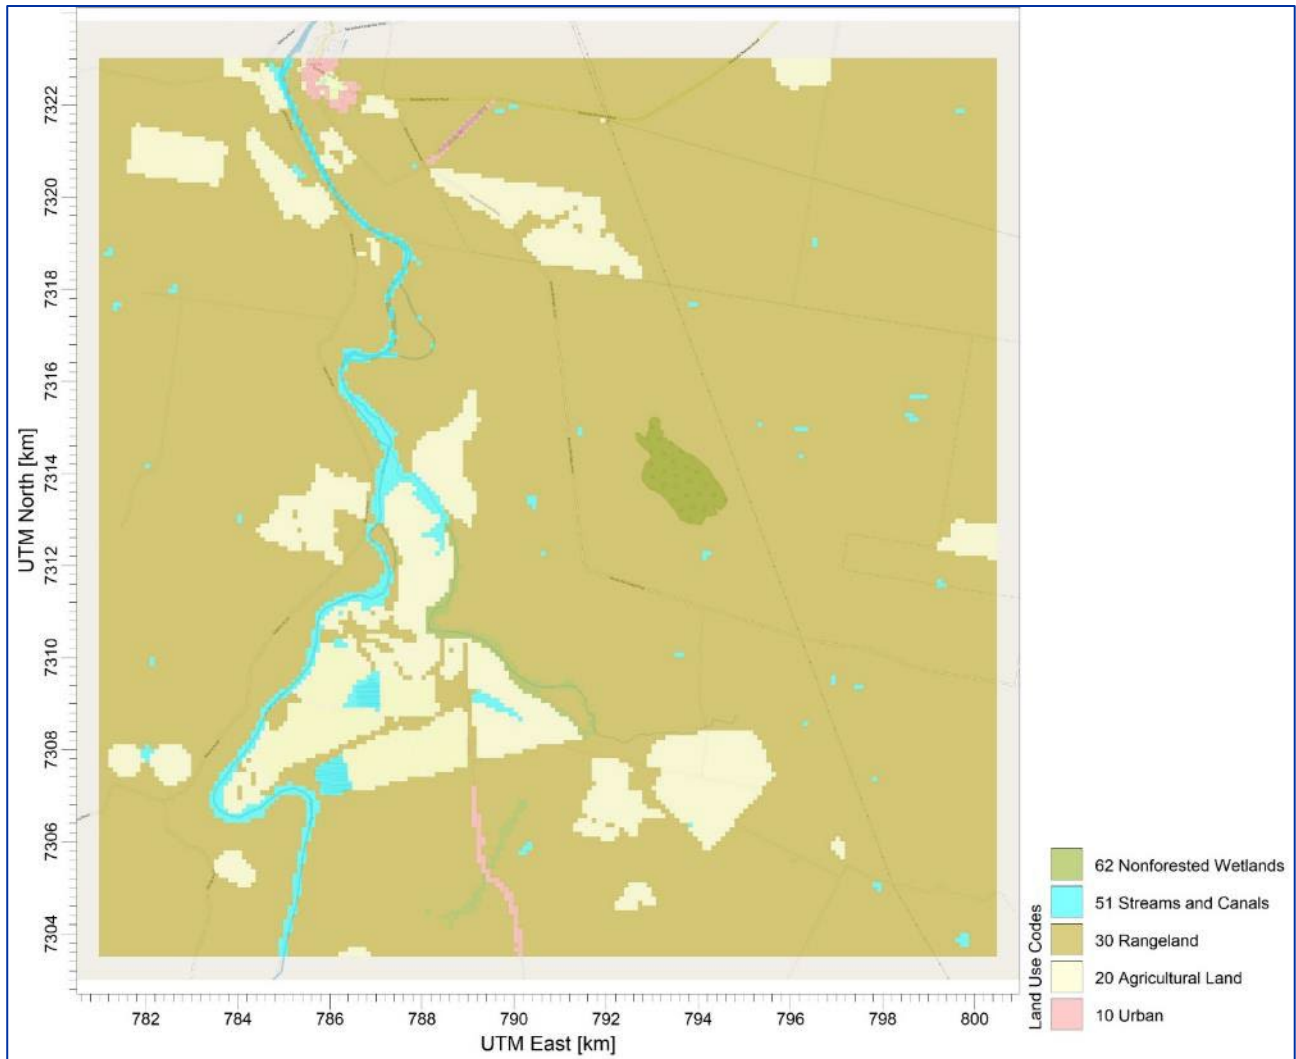 UTM North [km]
7322
7320
7318
7316
7314
7312
7310
7308
7306
7304
782
784
786
788
790
792
794
796
798
800
UTM East [km]
Land Use Codes
62 Nonforested Wetlands
51 Streams and Canals
30 Rangeland
20 Agricultural Land
10 Urban